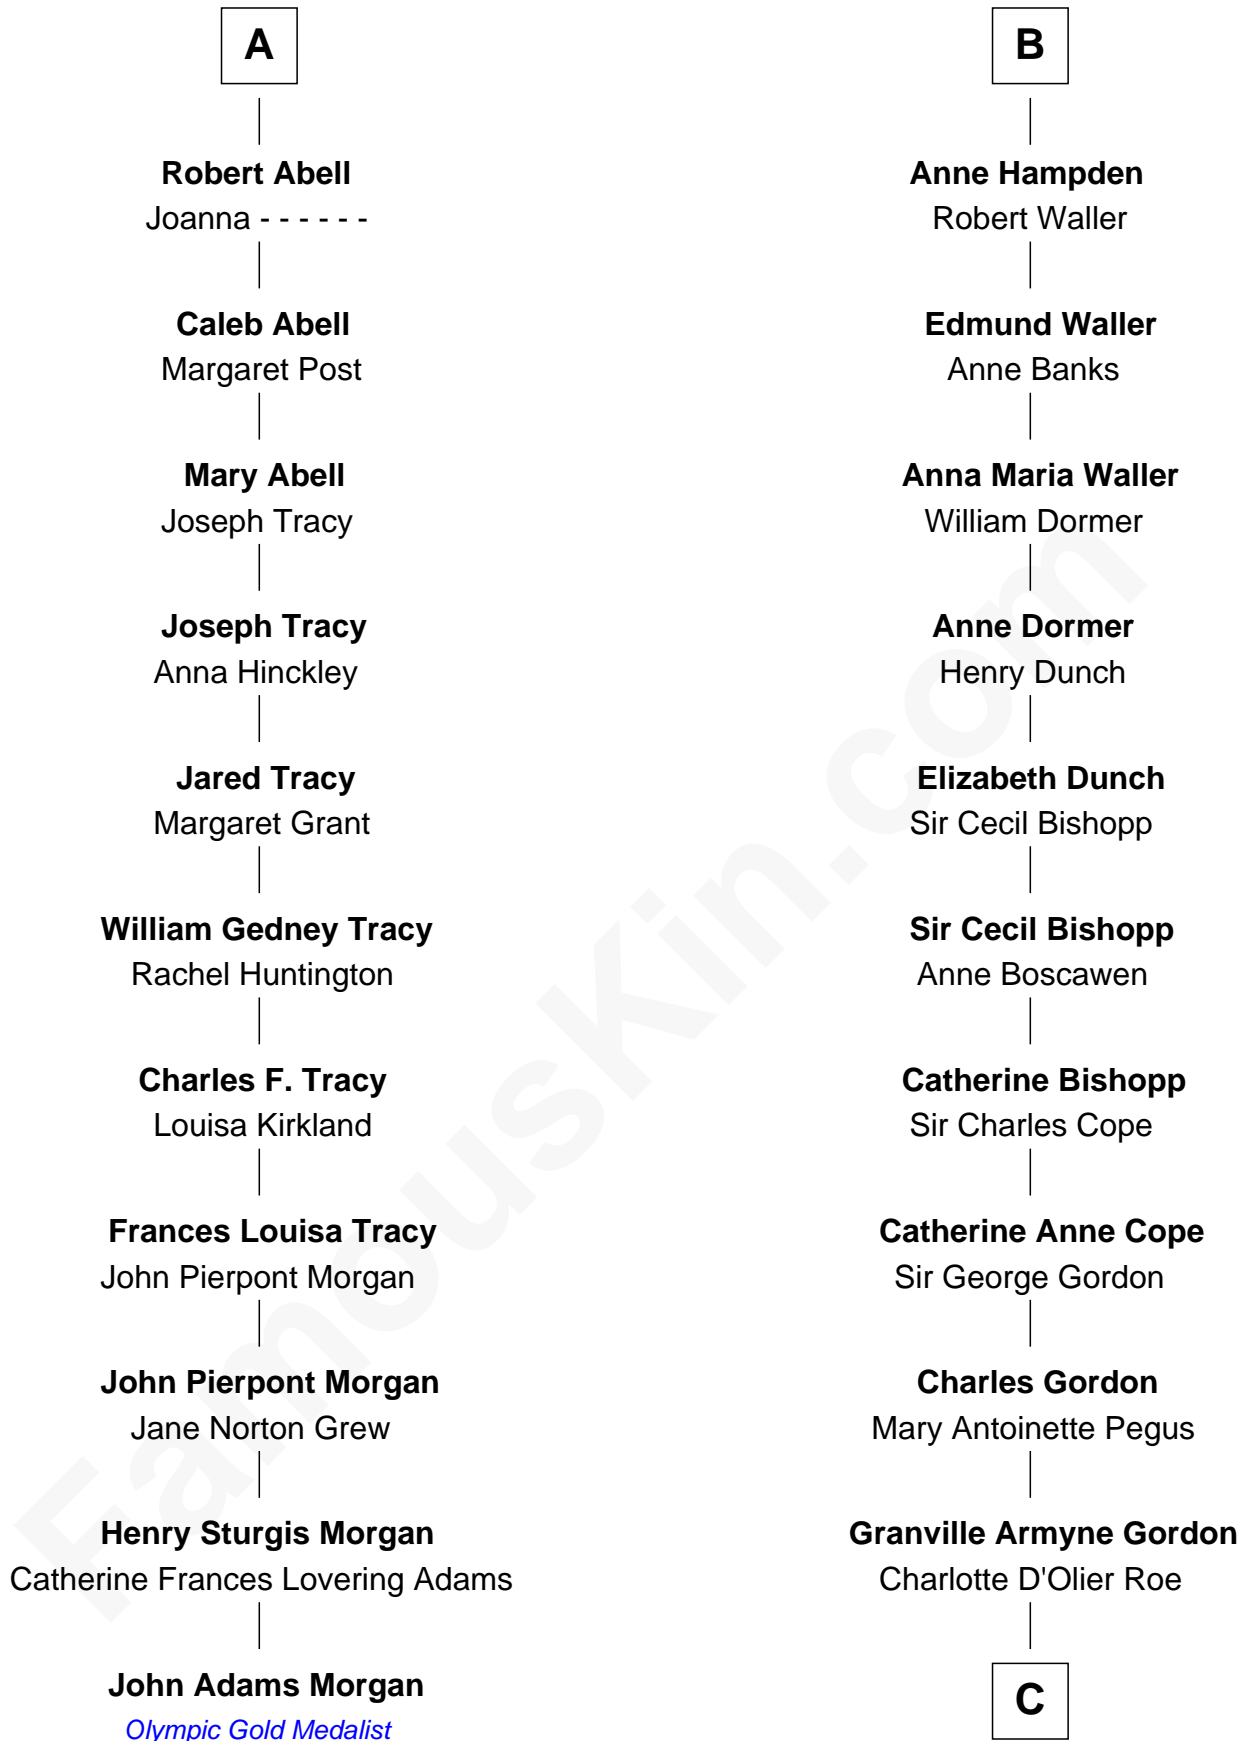 A
Robert Abell
Joanna - - - - - -
Caleb Abell
Margaret Post
Mary Abell
Joseph Tracy
Joseph Tracy
Anna Hinckley
Jared Tracy
Margaret Grant
William Gedney Tracy
Rachel Huntington
Charles F. Tracy
Louisa Kirkland
Frances Louisa Tracy
John Pierpont Morgan
John Pierpont Morgan
Jane Norton Grew
Henry Sturgis Morgan
Catherine Frances Lovering Adams
John Adams Morgan
Olympic Gold Medalist
B
Anne Hampden
Robert Waller
Edmund Waller
Anne Banks
Anna Maria Waller
William Dormer
Anne Dormer
Henry Dunch
Elizabeth Dunch
Sir Cecil Bishopp
Sir Cecil Bishopp
Anne Boscawen
Catherine Bishopp
Sir Charles Cope
Catherine Anne Cope
Sir George Gordon
Charles Gordon
Mary Antoinette Pegus
Granville Armyne Gordon
Charlotte D'Olier Roe
C
FamousKin.com